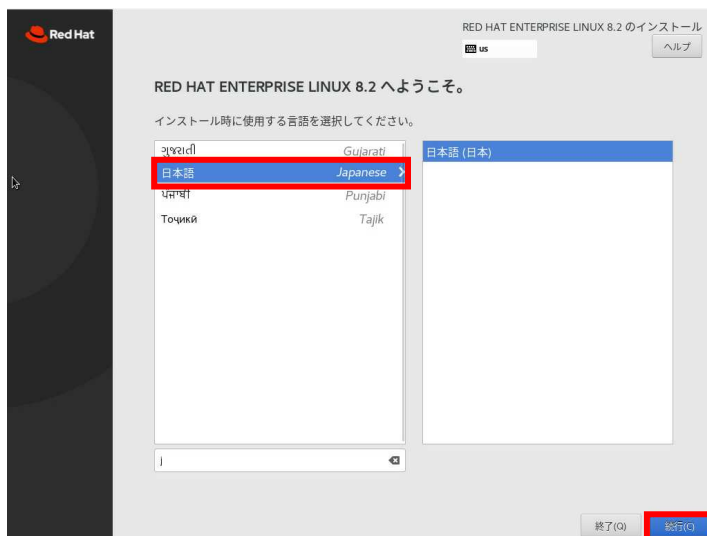 Red Hat
RED HAT ENTERPRISE LINUX 8.2 のインストール
us
ヘルプ
RED HAT ENTERPRISE LINUX 8.2 へようこそ。
インストール時に使用する言語を選択してください。
ગુજરાતી Gujarati
日本語 Japanese
ਪੰਜਾਬੀ Punjabi
Тоҷикӣ Tajik
日本語 (日本)
j
終了(Q)
続行(C)